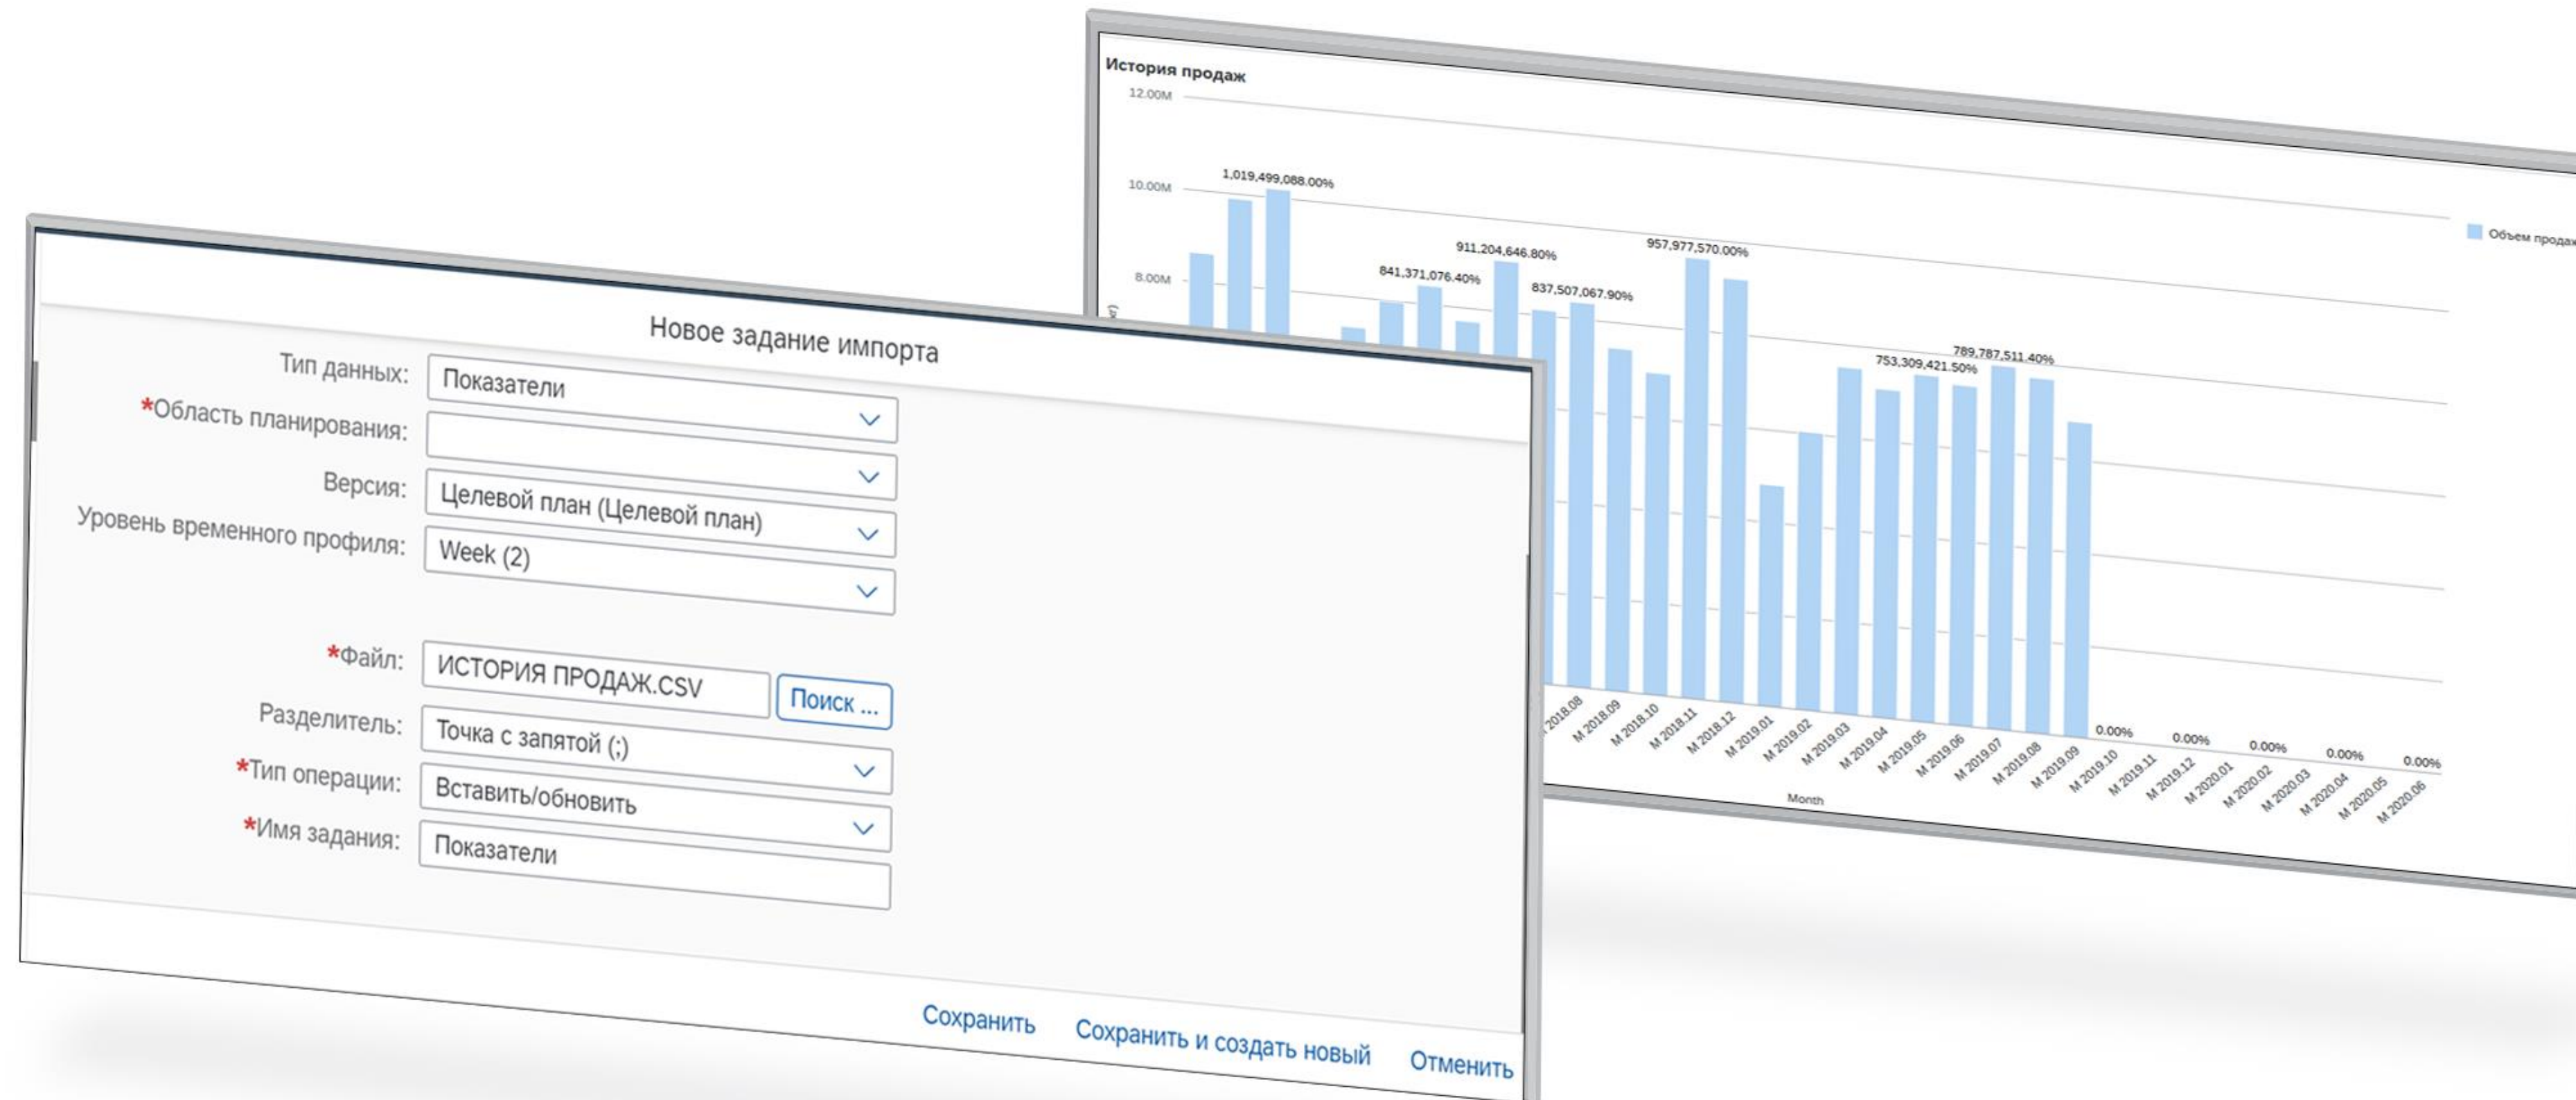 История продаж
12.00M
10.00M
8.00M
1,019,499,088.00%
841,371,076.40%
911,204,646.80%
837,507,067.90%
957,977,570.00%
753,309,421.50%
789,787,511.40%
0.00%
0.00%
0.00%
0.00%
0.00%
Объем продаж
2018.08
M 2018.09
M 2018.10
M 2018.11
M 2018.12
M 2019.01
M 2019.02
M 2019.03
M 2019.04
M 2019.05
M 2019.06
M 2019.07
M 2019.08
M 2019.09
M 2019.10
M 2019.11
M 2019.12
M 2020.01
M 2020.02
M 2020.03
M 2020.04
M 2020.05
M 2020.06
Month
Новое задание импорта
Тип данных: Показатели
*Область планирования:
Версия: Целевой план (Целевой план)
Уровень временного профиля: Week (2)
*Файл: ИСТОРИЯ ПРОДАЖ.CSV Поиск ...
Разделитель: Точка с запятой (;)
*Тип операции: Вставить/обновить
*Имя задания: Показатели
Сохранить Сохранить и создать новый Отменить